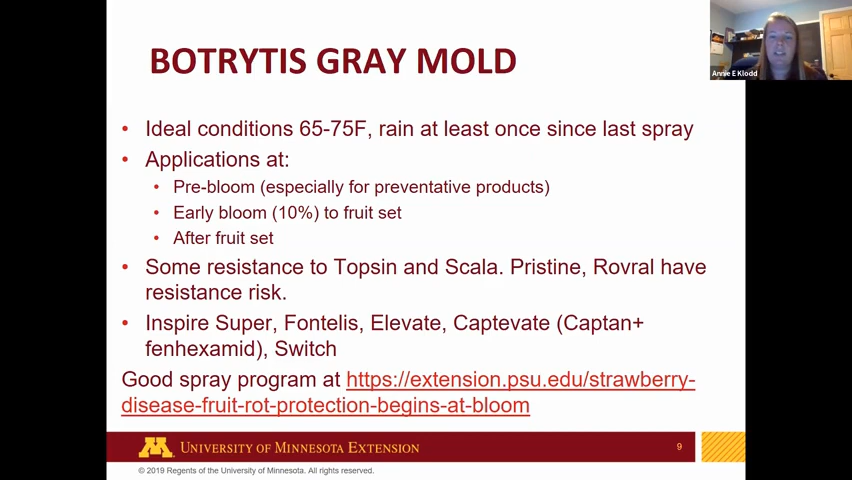 BOTRYTIS GRAY MOLD
Annie E Klodd
• Ideal conditions 65-75F, rain at least once since last spray
• Applications at:
• Pre-bloom (especially for preventative products)
• Early bloom (10%) to fruit set
• After fruit set
• Some resistance to Topsin and Scala. Pristine, Rovral have
resistance risk.
• Inspire Super, Fontelis, Elevate, Captevate (Captan+
fenhexamid), Switch
Good spray program at https://extension.psu.edu/strawberry-
disease-fruit-rot-protection-begins-at-bloom
M UNIVERSITY OF MINNESOTA EXTENSION
9
© 2019 Regents of the University of Minnesota. All rights reserved.